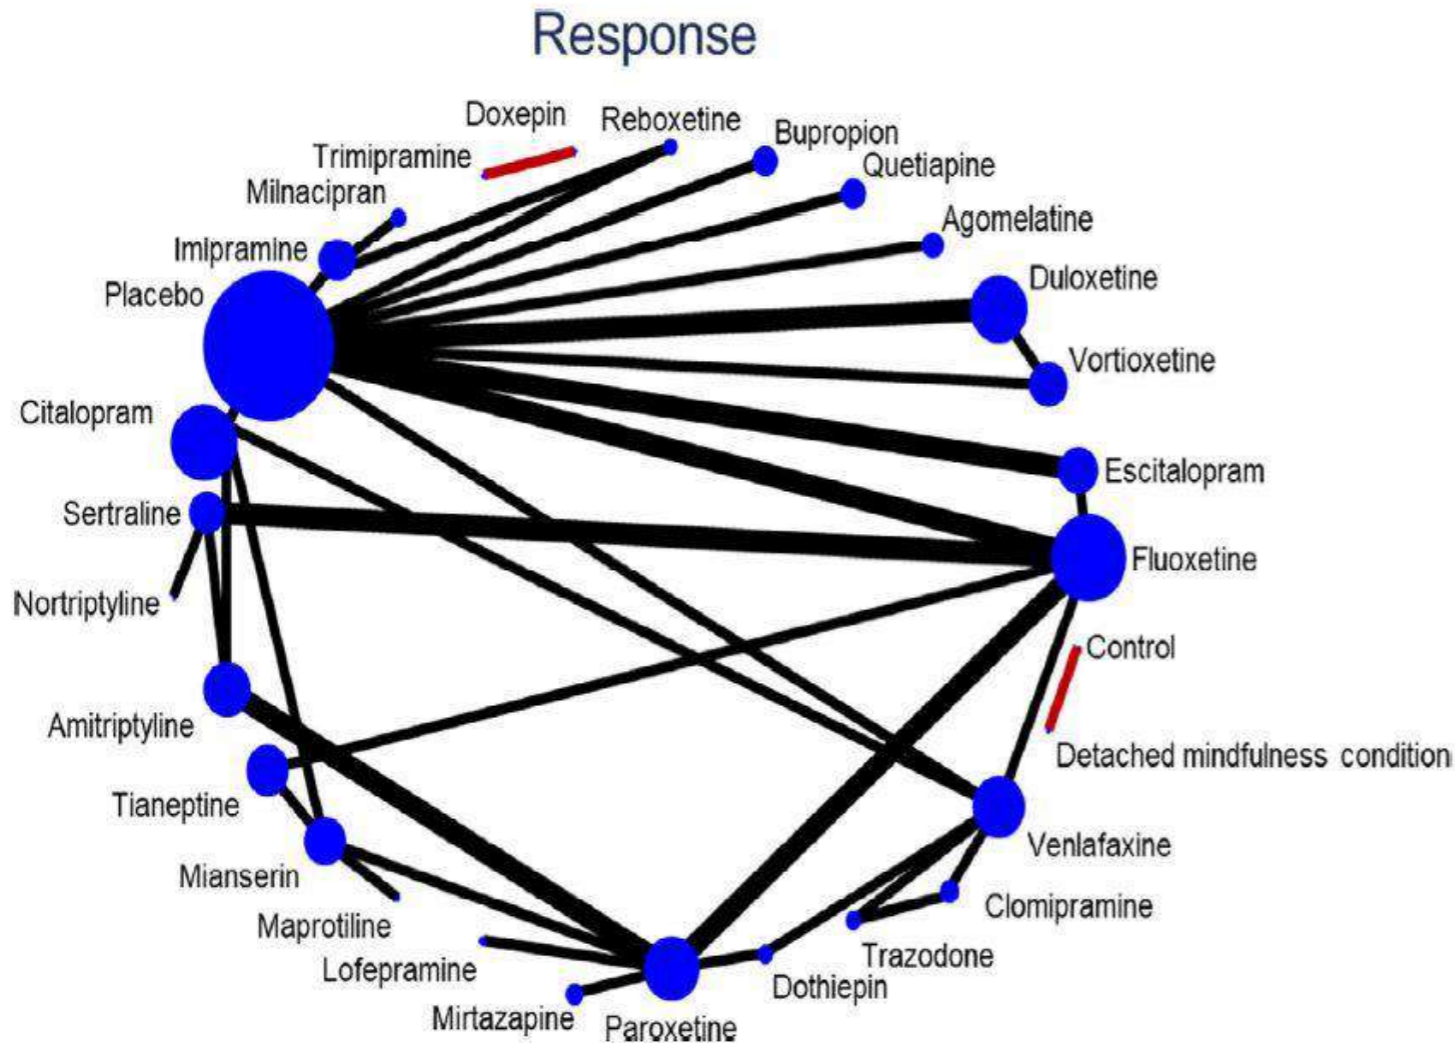 Response
Doxepin
Reboxetine
Bupropion
Trimipramine
Quetiapine
Milnacipran
Agomelatine
Imipramine
Duloxetine
Placebo
Vortioxetine
Citalopram
Escitalopram
Sertraline
Fluoxetine
Nortriptyline
Control
Amitriptyline
Detached mindfulness condition
Tianeptine
Venlafaxine
Mianserin
Clomipramine
Maprotiline
Trazodone
Lofepramine
Dothiepin
Mirtazapine
Paroxetine